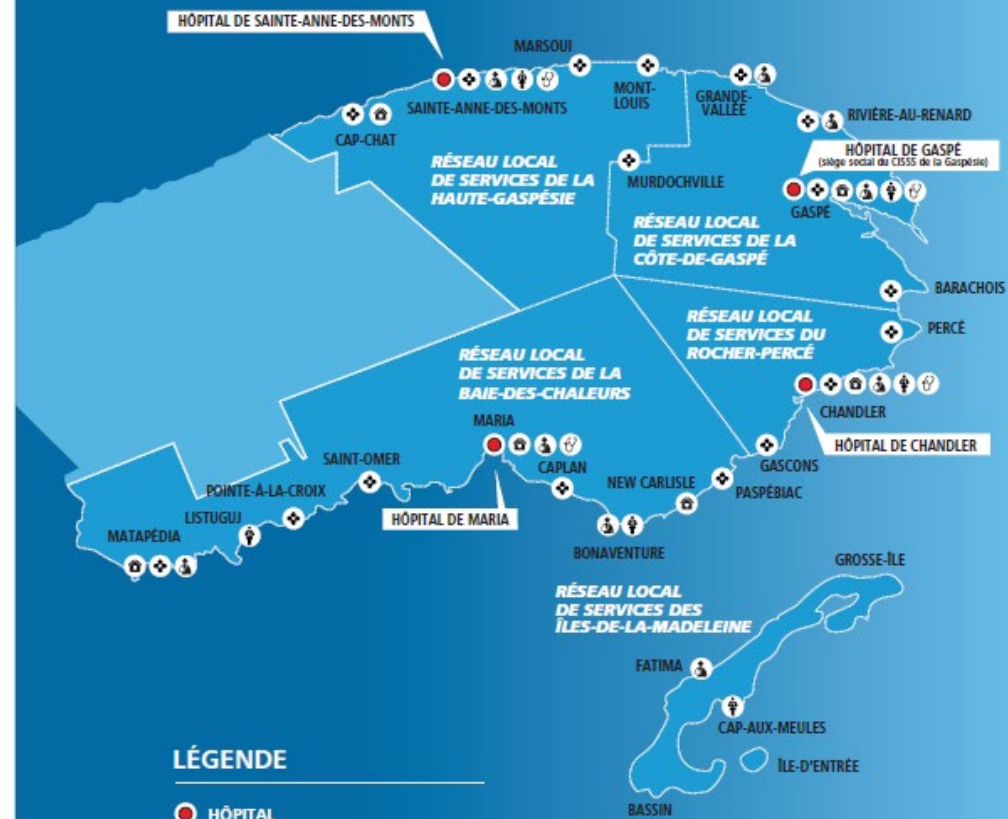 HÔPITAL DE SAINTE-ANNE-DES-MONTS
MARSOUI
MONT-
LOUIS
GRANDE-
VALLÉE
SAINTE-ANNE-DES-MONTS
CAP-CHAT
RIVIÈRE-AU-RENARD
HÔPITAL DE GASPÉ
(siège social du CISSS de la Gaspésie)
RÉSEAU LOCAL
DE SERVICES DE LA
HAUTE-GASPÉSIE
MURDOCHVILLE
GASPÉ
RÉSEAU LOCAL
DE SERVICES DE LA
CÔTE-DE-GASPÉ
BARACHOIS
PERCÉ
RÉSEAU LOCAL
DE SERVICES DU
ROCHER-PERCÉ
RÉSEAU LOCAL
DE SERVICES DE LA
BAIE-DES-CHALEURS
CHANDLER
HÔPITAL DE CHANDLER
MARIA
GASCONS
SAINT-OMER
CAPLAN
NEW CARLISLE
PASPÉBIAC
POINTE-À-LA-CROIX
LISTUGUJ
HÔPITAL DE MARIA
MATAPÉDIA
BONAVENTURE
GROSSE-ÎLE
RÉSEAU LOCAL
DE SERVICES DES
ÎLES-DE-LA-MADELEINE
FATIMA
CAP-AUX-MEULES
ÎLE-D'ENTRÉE
BASSIN
LÉGENDE
HÔPITAL